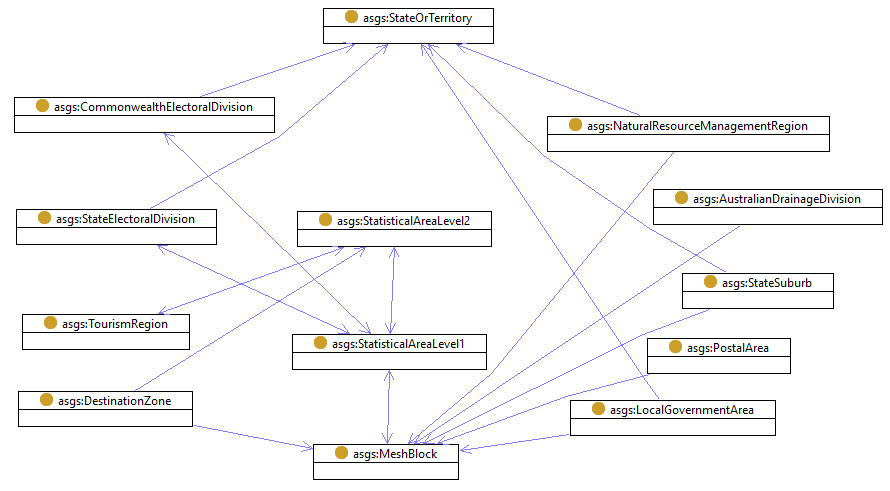 asgs:StateOrTerritory
asgs:CommonwealthElectoralDivision
asgs:NaturalResourceManagementRegion
asgs:AustralianDrainageDivision
asgs:StateElectoralDivision
asgs:StatisticalAreaLevel2
asgs:StateSuburb
asgs:TourismRegion
asgs:StatisticalAreaLevel1
asgs:PostalArea
asgs:DestinationZone
asgs:LocalGovernmentArea
asgs:MeshBlock